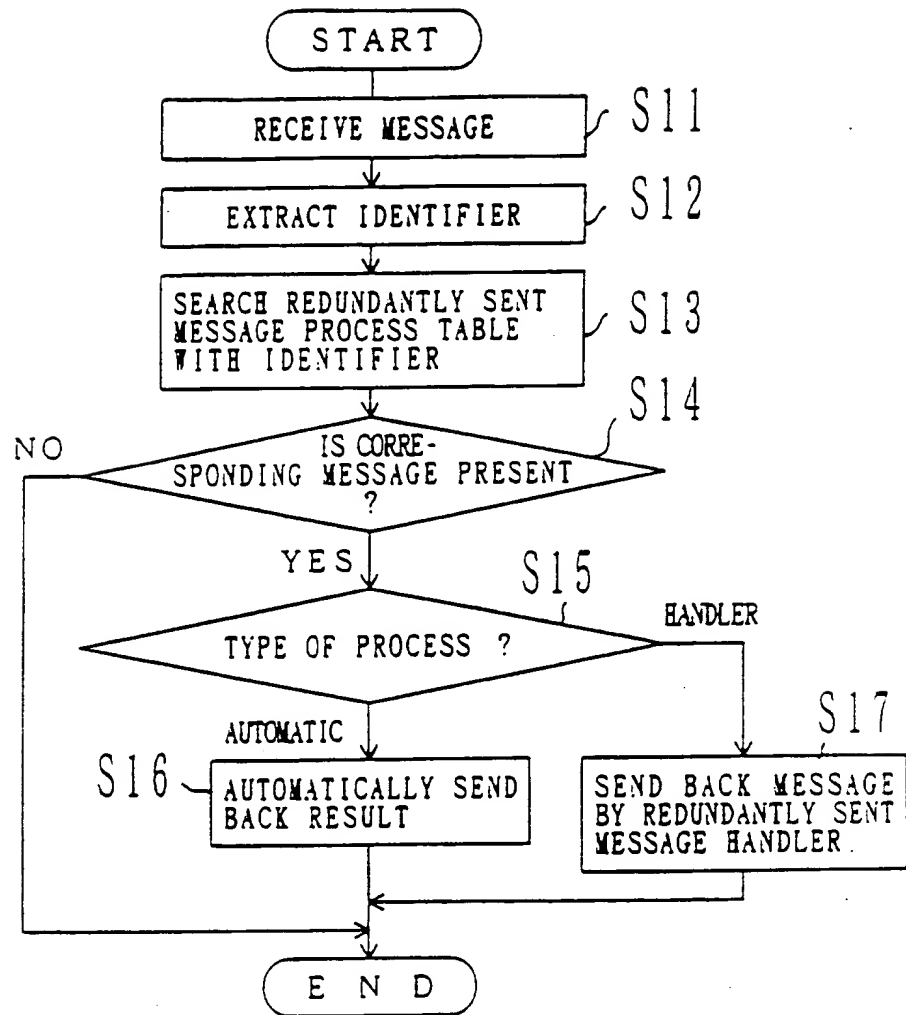 START
RECEIVE MESSAGE
S11
EXTRACT IDENTIFIER
S12
SEARCH REDUNDANTLY SENT
MESSAGE PROCESS TABLE
WITH IDENTIFIER
S13
S14
NO
IS CORRE-
SPONDING MESSAGE PRESENT
?
YES
S15
TYPE OF PROCESS ?
HANDLER
AUTOMATIC
S16
AUTOMATICALLY SEND
BACK RESULT
S17
SEND BACK MESSAGE
BY REDUNDANTLY SENT
MESSAGE HANDLER.
END